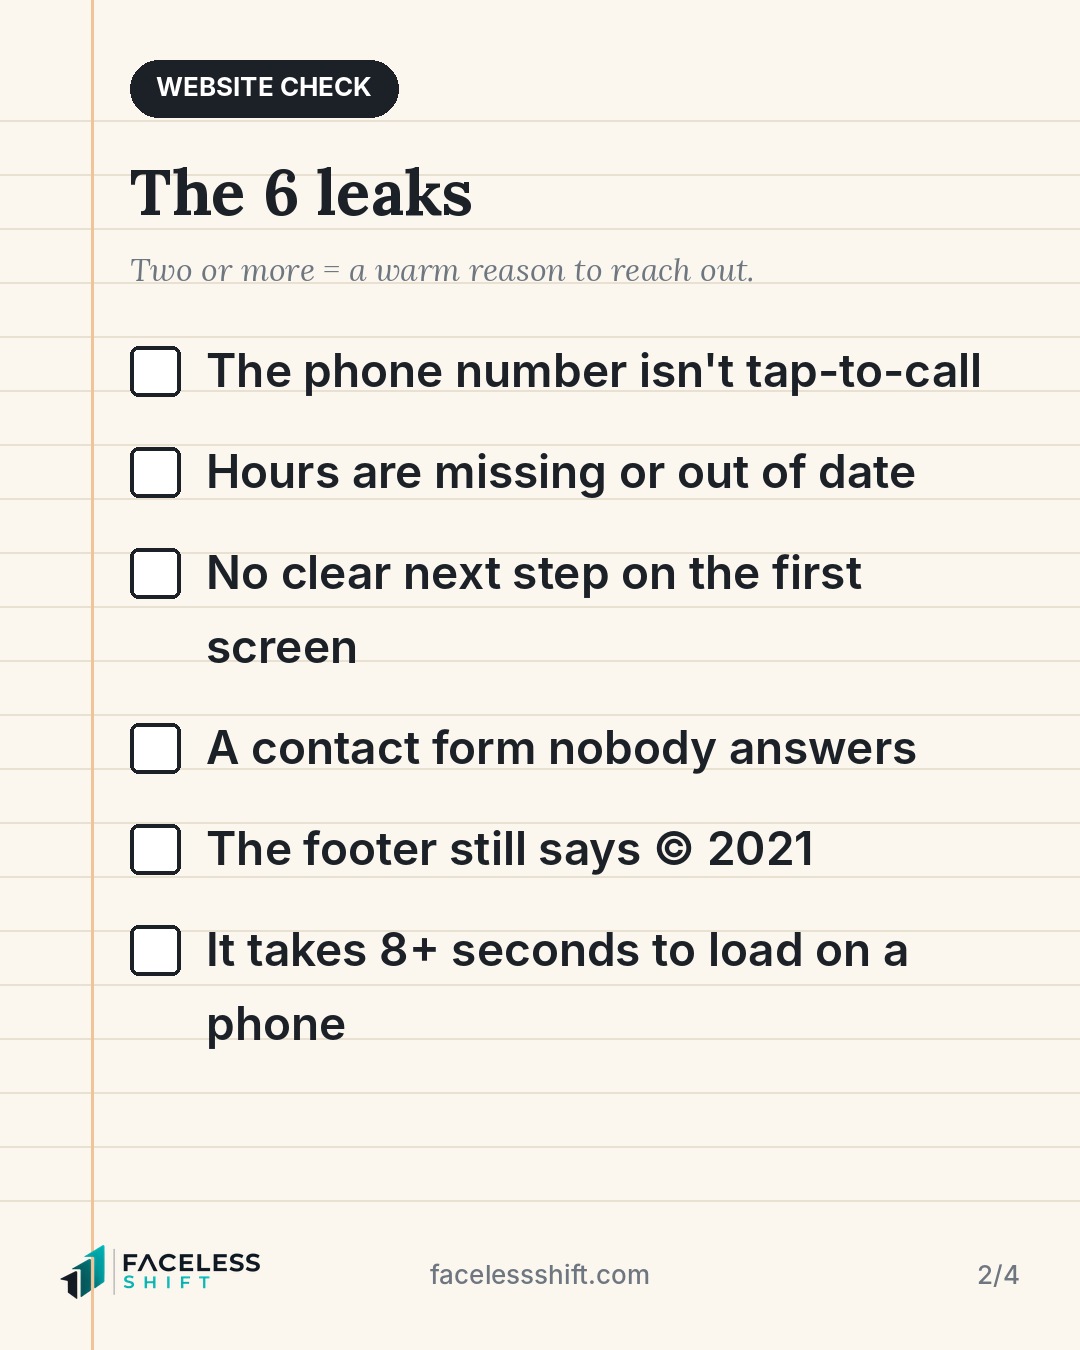 WEBSITE CHECK
The 6 leaks
Two or more = a warm reason to reach out.
The phone number isn't tap-to-call
Hours are missing or out of date
No clear next step on the first
screen
A contact form nobody answers
The footer still says © 2021
It takes 8+ seconds to load on a
phone
FACELESS
SHIFT
facelessshift.com
2/4